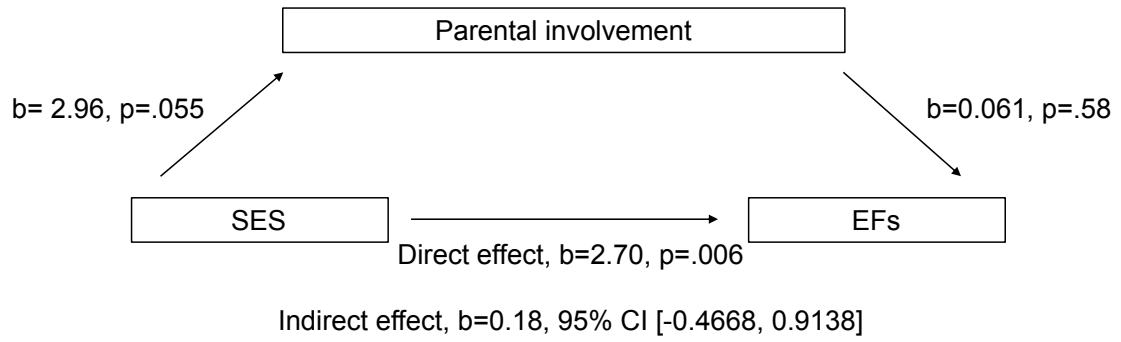 Parental involvement
b= 2.96, p=.055
b=0.061, p=.58
SES
EFs
Direct effect, b=2.70, p=.006
Indirect effect, b=0.18, 95% CI [-0.4668, 0.9138]